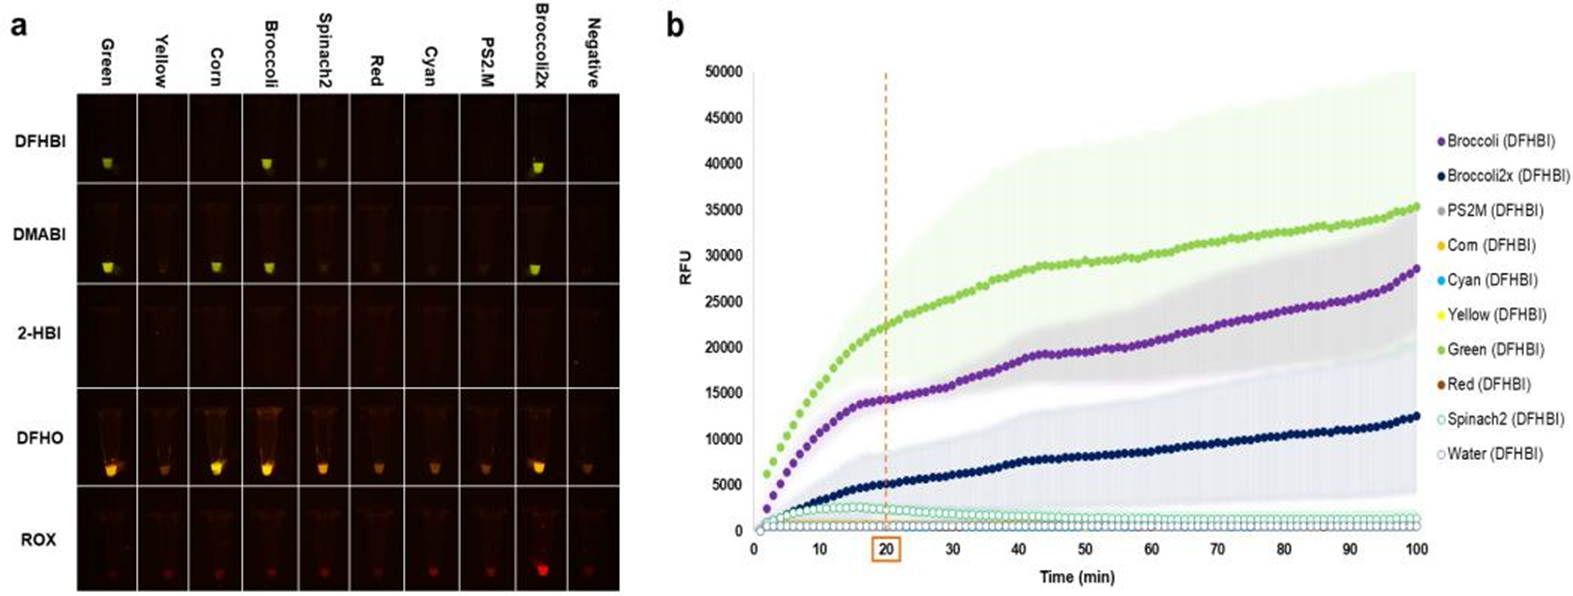 a
Green
Yellow
Corn
Broccoli
Spinach2
Red
Cyan
PS2.M
Broccoli2x
Negative
DFHBI
DMABI
2-HBI
DFHO
ROX
b
50000
45000
40000
35000
30000
25000
20000
15000
10000
5000
0
RFU
0 10 20 30 40 50 60 70 80 90 100
Time (min)
Broccoli (DFHBI)
Broccoli2x (DFHBI)
PS2M (DFHBI)
Corn (DFHBI)
Cyan (DFHBI)
Yellow (DFHBI)
Green (DFHBI)
Red (DFHBI)
Spinach2 (DFHBI)
Water (DFHBI)